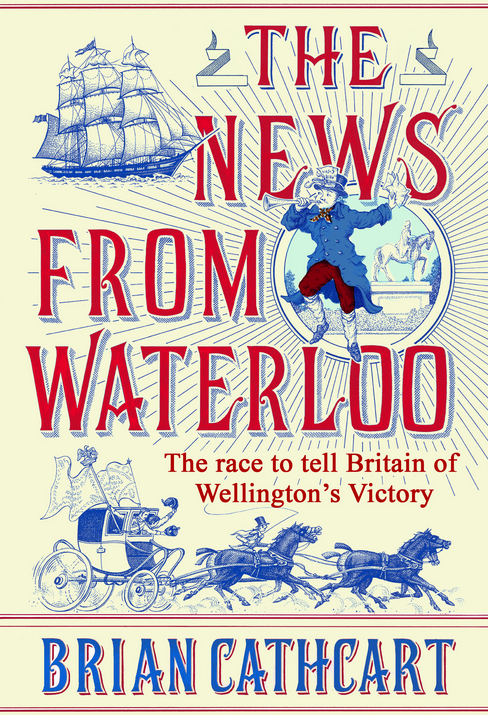 THE
NEWS
FROM
WATERLOO
The race to tell Britain of
Wellington's Victory
BRIAN CATHCART